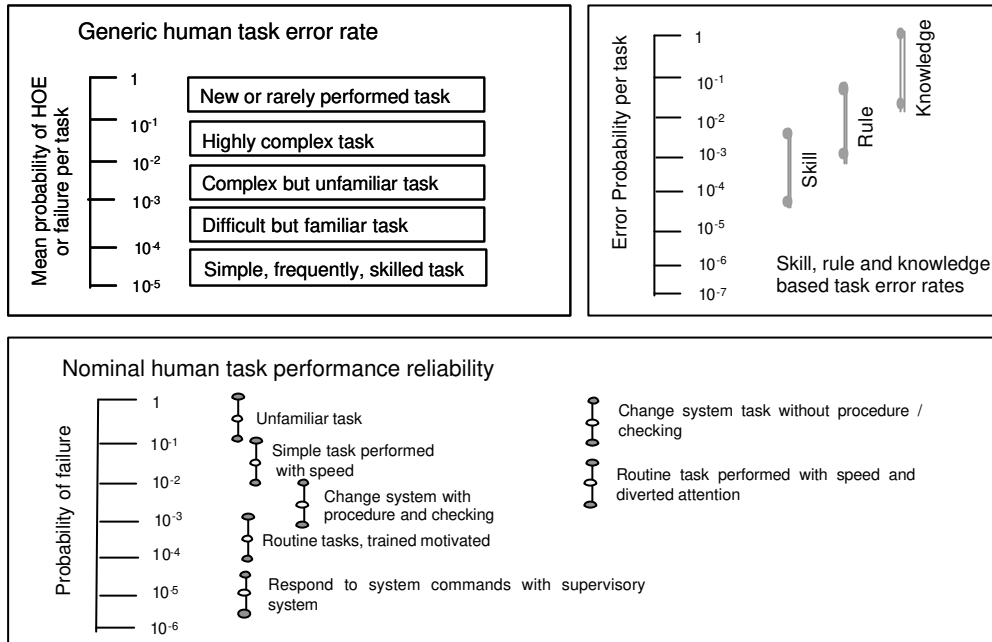 Generic human task error rate
Mean probability of HOE
or failure per task
1
10-1
10-2
10-3
10-4
10-5
New or rarely performed task
Highly complex task
Complex but unfamiliar task
Difficult but familiar task
Simple, frequently, skilled task
Error Probability per task
1
10-1
10-2
10-3
10-4
10-5
10-6
10-7
Skill
Rule
Knowledge
Skill, rule and knowledge
based task error rates
Nominal human task performance reliability
Probability of failure
1
10-1
10-2
10-3
10-4
10-5
10-6
Unfamiliar task
Simple task performed
with speed
Change system with
procedure and checking
Routine tasks, trained motivated
Respond to system commands with supervisory
system
Change system task without procedure /
checking
Routine task performed with speed and
diverted attention